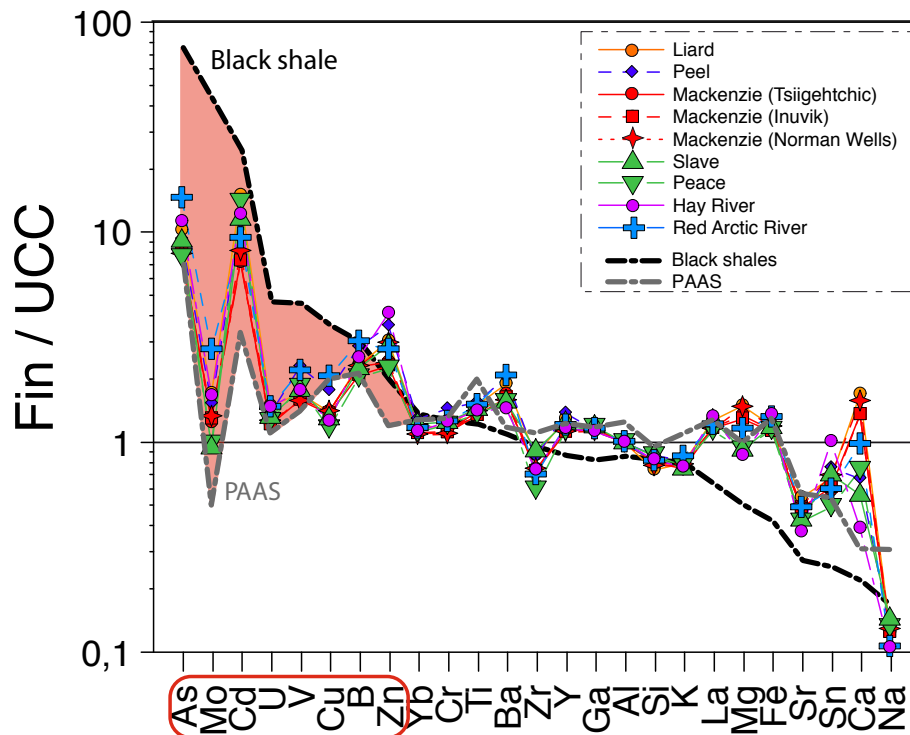 100
10
1
0,1
Fin / UCC
Black shale
PAAS
Liard
Peel
Mackenzie (Tsiigehtchic)
Mackenzie (Inuvik)
Mackenzie (Norman Wells)
Slave
Peace
Hay River
Red Arctic River
Black shales
PAAS
As
Mo
Cd
U
V
Cu
B
Zn
Yb
Cr
Ti
Ba
Zr
Y
Ga
Al
Si
K
La
Mg
Fe
Sr
Sn
Ca
Na